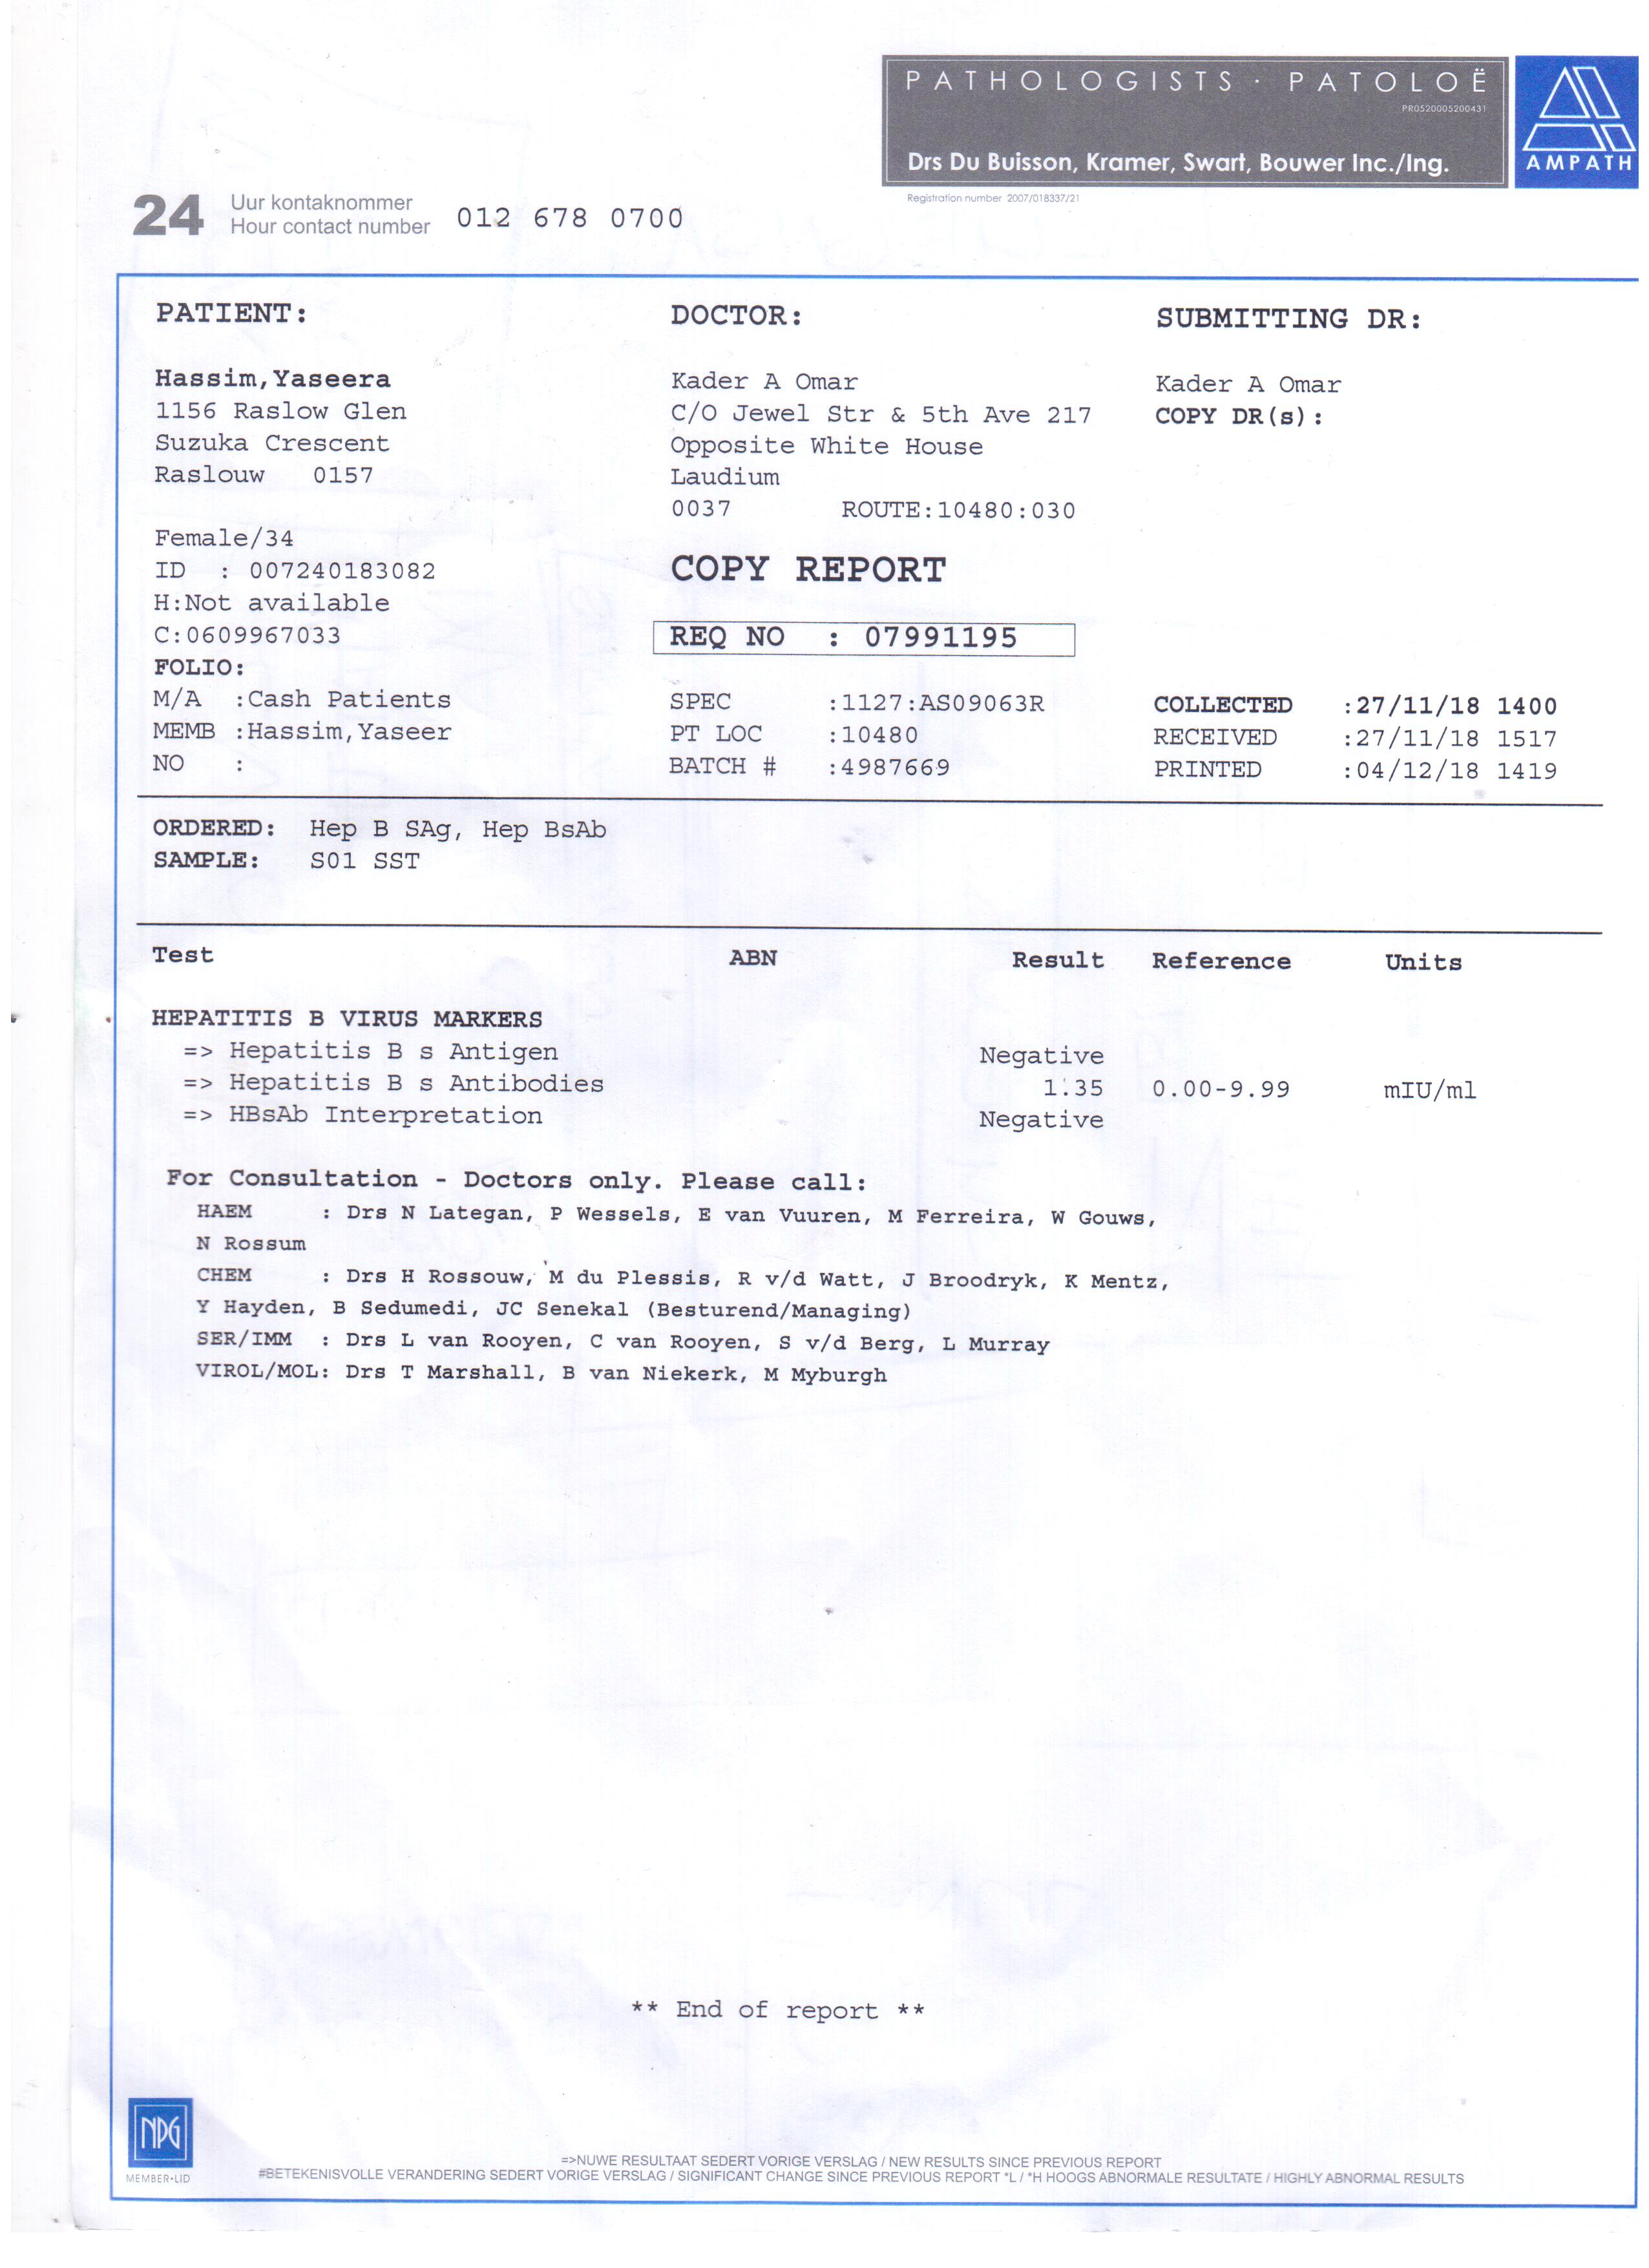 PATHOLOGISTS · PATOLOË
PR0520005200431
Drs Du Buisson, Kramer, Swart, Bouwer Inc./Ing.
AMPATH
Registration number 2007/018337/21
24 Uur kontaknommer
Hour contact number 012 678 0700
PATIENT: DOCTOR: SUBMITTING DR:
Hassim,Yaseera Kader A Omar Kader A Omar
1156 Raslow Glen C/O Jewel Str & 5th Ave 217 COPY DR(s):
Suzuka Crescent Opposite White House
Raslouw 0157 Laudium
0037 ROUTE:10480:030
Female/34
ID : 007240183082 COPY REPORT
H:Not available
C:0609967033 REQ NO : 07991195
FOLIO:
M/A :Cash Patients SPEC :1127:AS09063R COLLECTED :27/11/18 1400
MEMB :Hassim,Yaseer PT LOC :10480 RECEIVED :27/11/18 1517
NO : BATCH # :4987669 PRINTED :04/12/18 1419
ORDERED: Hep B SAg, Hep BsAb
SAMPLE: S01 SST
Test ABN Result Reference Units
HEPATITIS B VIRUS MARKERS
=> Hepatitis B s Antigen Negative
=> Hepatitis B s Antibodies 1.35 0.00-9.99 mIU/ml
=> HBsAb Interpretation Negative
For Consultation - Doctors only. Please call:
HAEM : Drs N Lategan, P Wessels, E van Vuuren, M Ferreira, W Gouws,
N Rossum
CHEM : Drs H Rossouw, M du Plessis, R v/d Watt, J Broodryk, K Mentz,
Y Hayden, B Sedumedi, JC Senekal (Besturend/Managing)
SER/IMM : Drs L van Rooyen, C van Rooyen, S v/d Berg, L Murray
VIROL/MOL: Drs T Marshall, B van Niekerk, M Myburgh
** End of report **
NPG
MEMBER•LID
=>NUWE RESULTAAT SEDERT VORIGE VERSLAG / NEW RESULTS SINCE PREVIOUS REPORT
#BETEKENISVOLLE VERANDERING SEDERT VORIGE VERSLAG / SIGNIFICANT CHANGE SINCE PREVIOUS REPORT *L / *H HOOGS ABNORMALE RESULTATE / HIGHLY ABNORMAL RESULTS